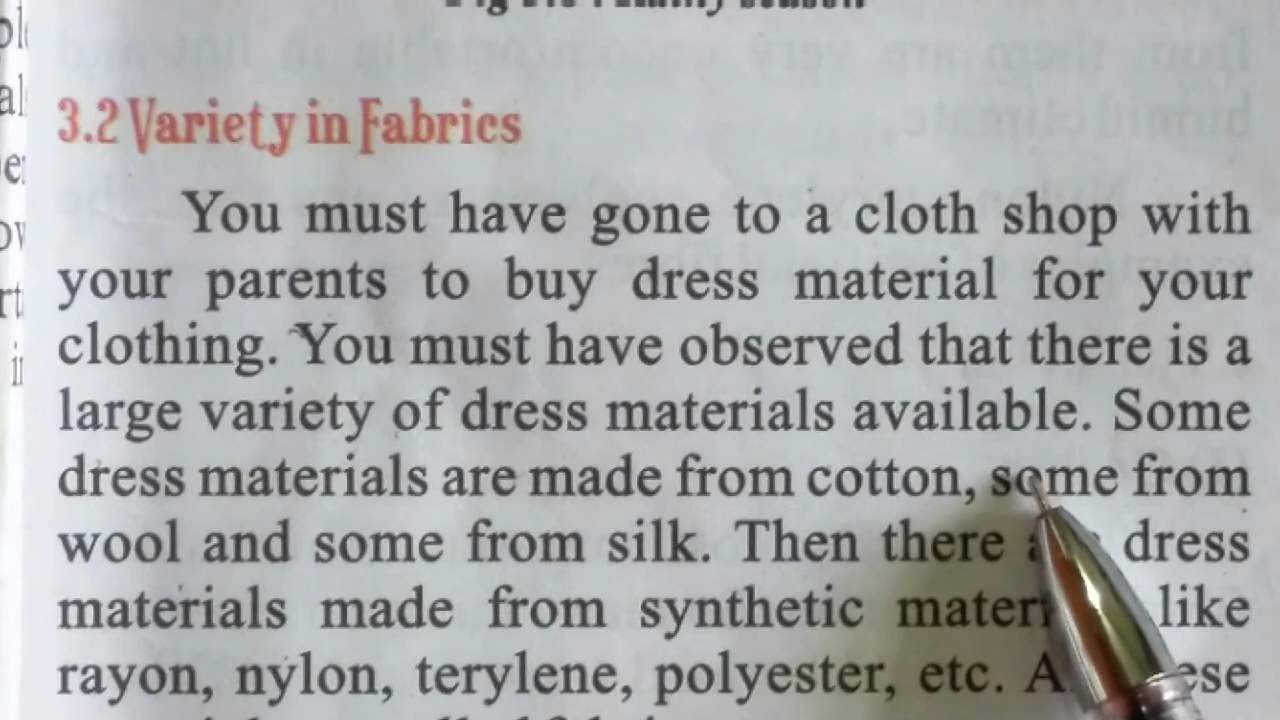 3.2 Variety in Fabrics
You must have gone to a cloth shop with
your parents to buy dress material for your
clothing. You must have observed that there is a
large variety of dress materials available. Some
dress materials are made from cotton, some from
wool and some from silk. Then there dress
materials made from synthetic like
rayon, nylon, terylene, polyester, etc.